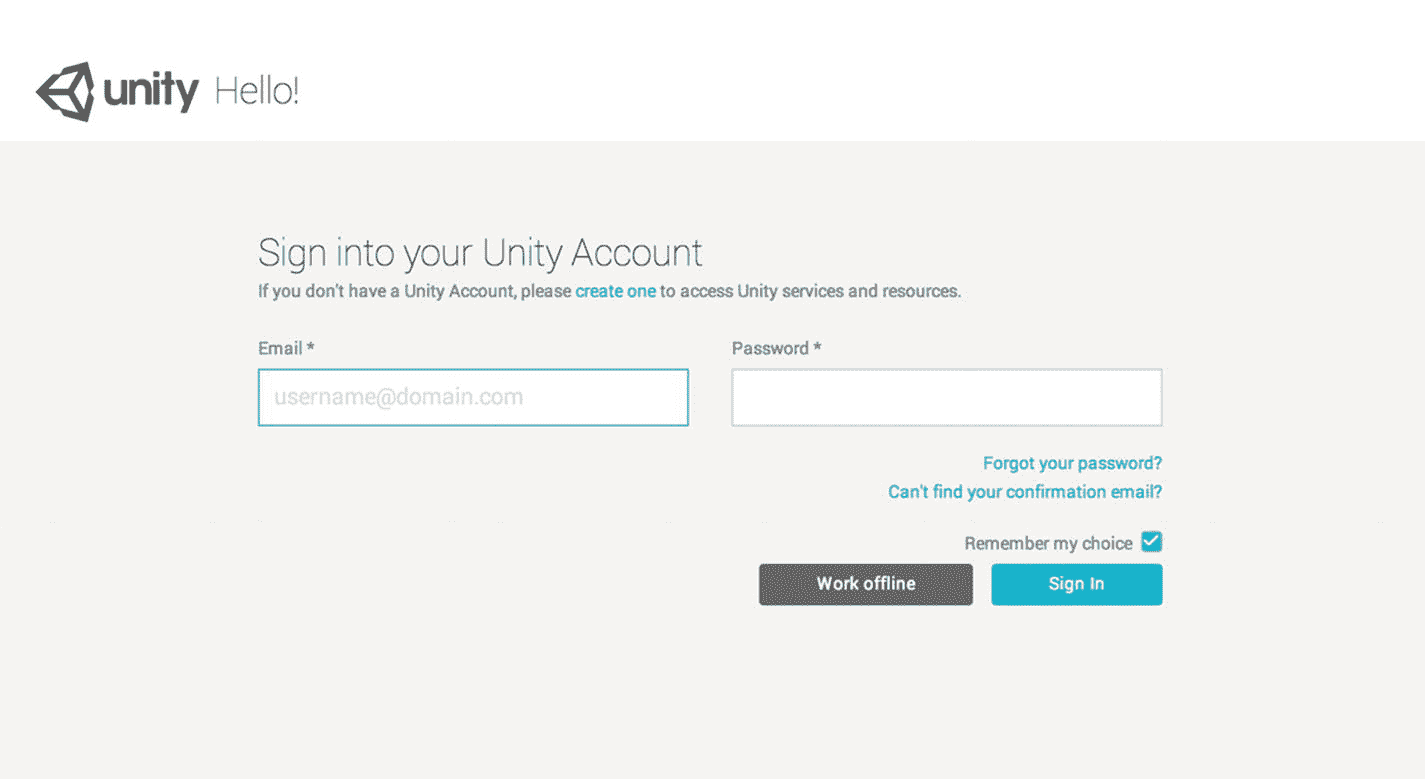 unity Hello!
Sign into your Unity Account
If you don't have a Unity Account, please create one to access Unity services and resources.
Email *
Password *
username@domain.com
Forgot your password?
Can't find your confirmation email?
Remember my choice
Work offline
Sign In